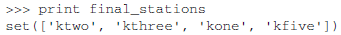 >>> print final_stations
set(['ktwo', 'kthree', 'kone', 'kfive'])